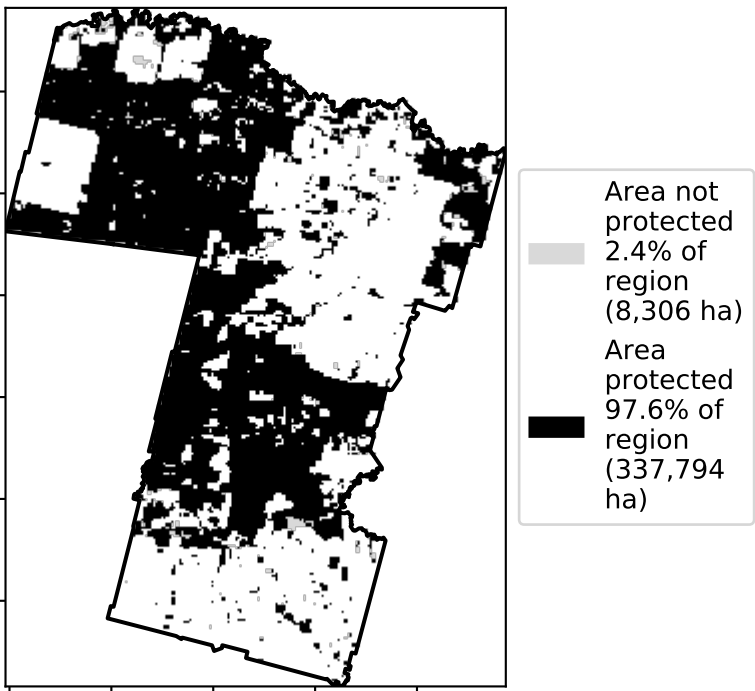 Area not
protected
2.4% of
region
(8,306 ha)
Area
protected
97.6% of
region
(337,794
ha)